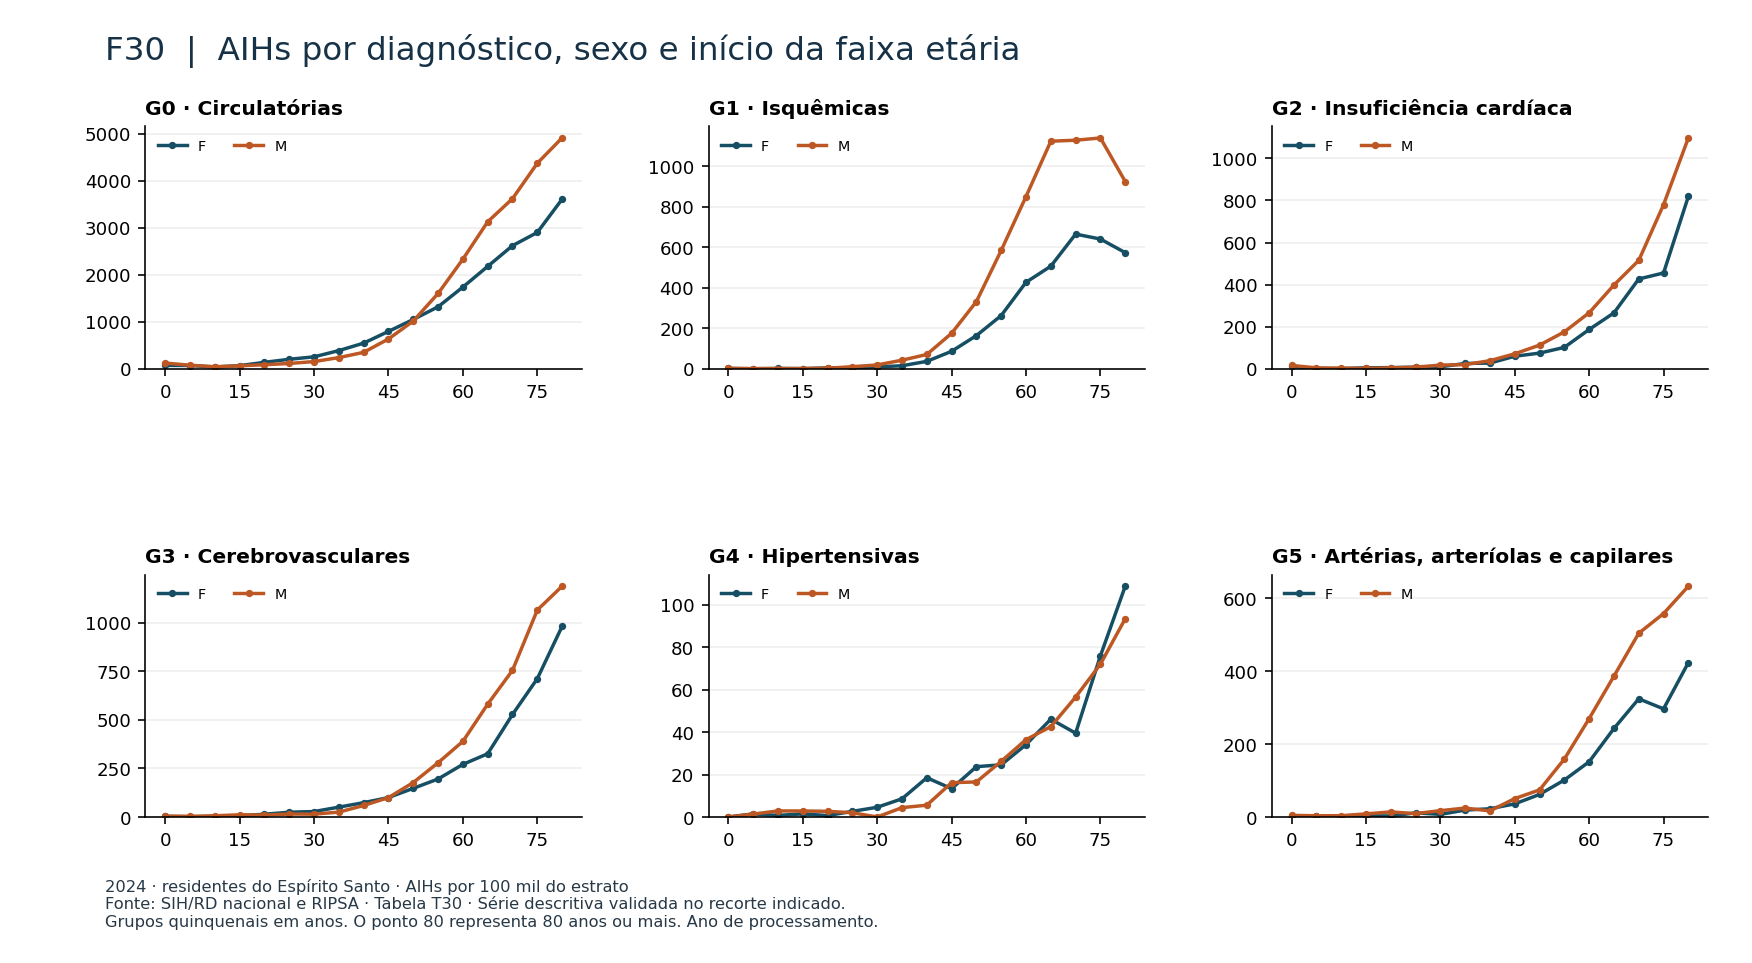 F30 | AIHs por diagnóstico, sexo e início da faixa etária
G0 · Circulatórias
F M
5000
4000
3000
2000
1000
0
0 15 30 45 60 75
G1 · Isquêmicas
F M
1000
800
600
400
200
0
0 15 30 45 60 75
G2 · Insuficiência cardíaca
F M
1000
800
600
400
200
0
0 15 30 45 60 75
G3 · Cerebrovasculares
F M
1000
750
500
250
0
0 15 30 45 60 75
G4 · Hipertensivas
F M
100
80
60
40
20
0
0 15 30 45 60 75
G5 · Artérias, arteríolas e capilares
F M
600
400
200
0
0 15 30 45 60 75
2024 · residentes do Espírito Santo · AIHs por 100 mil do estrato
Fonte: SIH/RD nacional e RIPSA · Tabela T30 · Série descritiva validada no recorte indicado.
Grupos quinquenais em anos. O ponto 80 representa 80 anos ou mais. Ano de processamento.